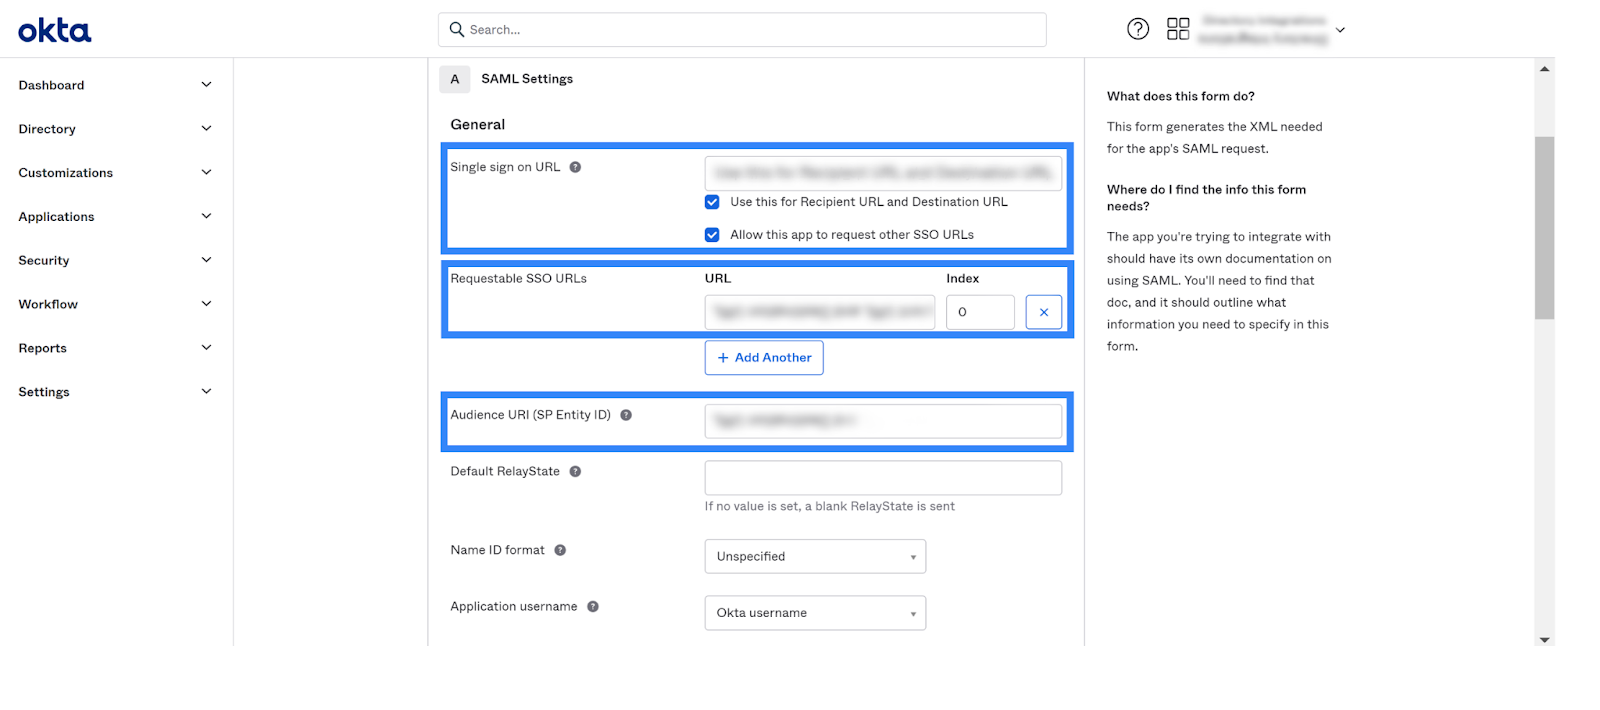 okta
Search...
Dashboard
Directory
Customizations
Applications
Security
Workflow
Reports
Settings
A SAML Settings
General
Single sign on URL ?
Use this for Recipient URL and Destination URL
Allow this app to request other SSO URLs
Requestable SSO URLs URL Index
0 ×
+ Add Another
Audience URI (SP Entity ID) ?
Default RelayState ?
If no value is set, a blank RelayState is sent
Name ID format ? Unspecified
Application username ? Okta username
What does this form do?
This form generates the XML needed
for the app's SAML request.
Where do I find the info this form
needs?
The app you're trying to integrate with
should have its own documentation on
using SAML. You'll need to find that
doc, and it should outline what
information you need to specify in this
form.